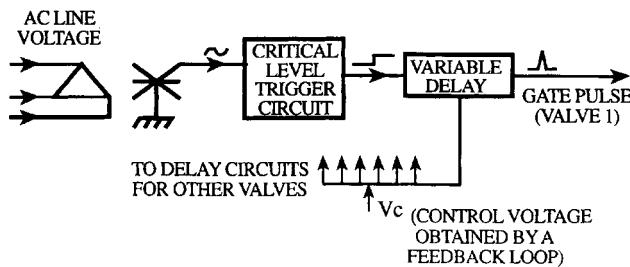 AC LINE
VOLTAGE
CRITICAL
LEVEL
TRIGGER
CIRCUIT
VARIABLE
DELAY
GATE PULSE
(VALVE 1)
TO DELAY CIRCUITS
FOR OTHER VALVES
Vc
(CONTROL VOLTAGE
OBTAINED BY A
FEEDBACK LOOP)